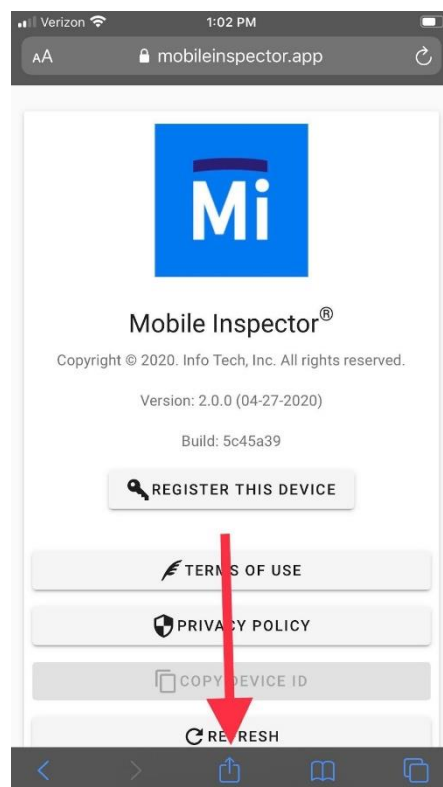 Verizon 1:02 PM
AA mobileinspector.app
Mi
Mobile Inspector®
Copyright © 2020. Info Tech, Inc. All rights reserved.
Version: 2.0.0 (04-27-2020)
Build: 5c45a39
REGISTER THIS DEVICE
TERMS OF USE
PRIVACY POLICY
COPY DEVICE ID
REFRESH